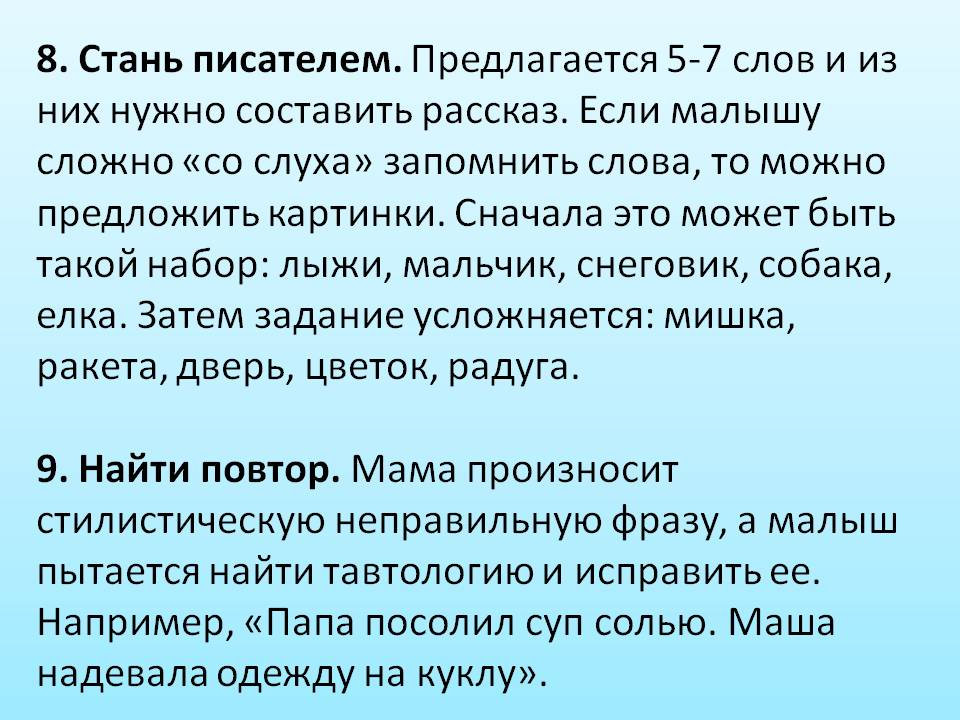 8. Стань писателем. Предлагается 5-7 слов и из
них нужно составить рассказ. Если малышу
сложно «со слуха» запомнить слова, то можно
предложить картинки. Сначала это может быть
такой набор: лыжи, мальчик, снеговик, собака,
елка. Затем задание усложняется: мишка,
ракета, дверь, цветок, радуга.
9. Найти повтор. Мама произносит
стилистическую неправильную фразу, а малыш
пытается найти тавтологию и исправить ее.
Например, «Папа посолил суп солью. Маша
надевала одежду на куклу».